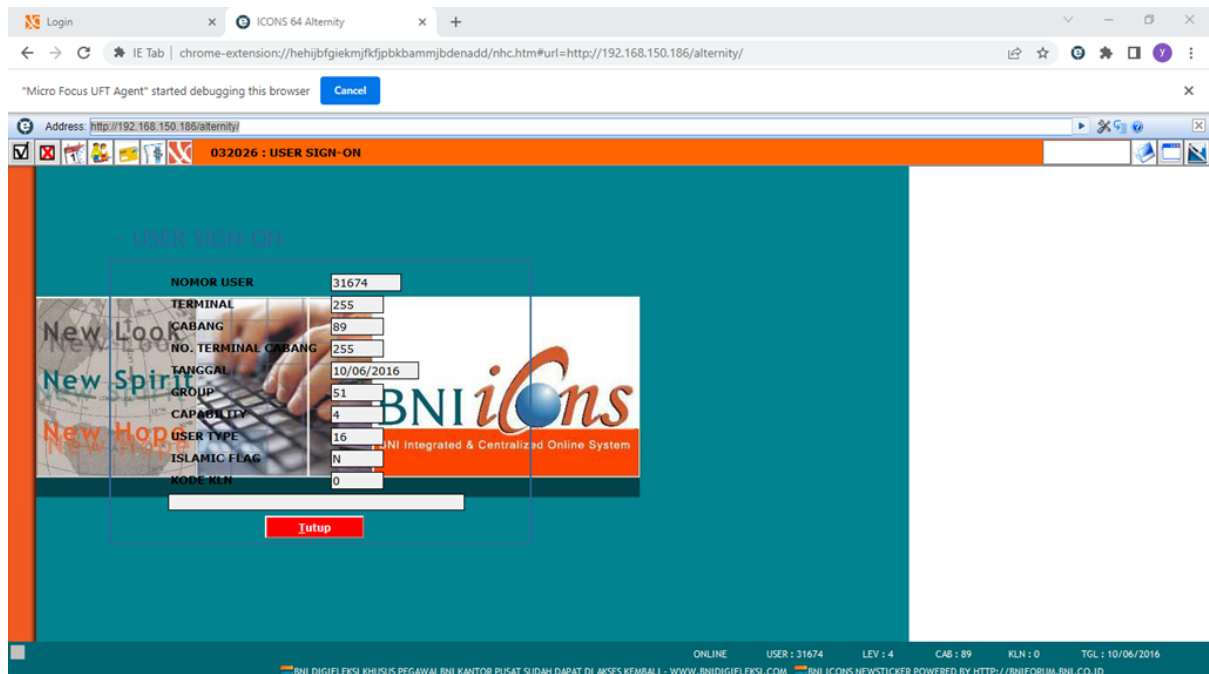 Login
ICONS 64 Alternity
IE Tab | chrome-extension://hehijbfgiekmjfkfjpbkbammjbdenadd/nhc.htm#url=http://192.168.150.186/alternity/
"Micro Focus UFT Agent" started debugging this browser Cancel
Address: http://192.168.150.186/alternity/
032026 : USER SIGN-ON
- USER SIGN-ON
NOMOR USER 31674
TERMINAL 255
CABANG 89
NO. TERMINAL CABANG 255
TANGGAL 10/06/2016
GROUP 51
CAPABILITY 4
USER TYPE 16
ISLAMIC FLAG N
KODE KLN 0
Tutup
New Look
New Spirit
New Hope
BNI icons
BNI Integrated & Centralized Online System
ONLINE USER : 31674 LEV : 4 CAB : 89 KLN : 0 TGL : 10/06/2016
BNI DIGIELEKSI KHUSUS PEGAWAI BNI KANTOR PUSAT SUDAH DAPAT DI AKSES KEMBALI - WWW.BNIDIGIELEKSI.COM BNI ICONS NEWSTICKER POWERED BY HTTP://BNIFORUM.BNI.CO.ID